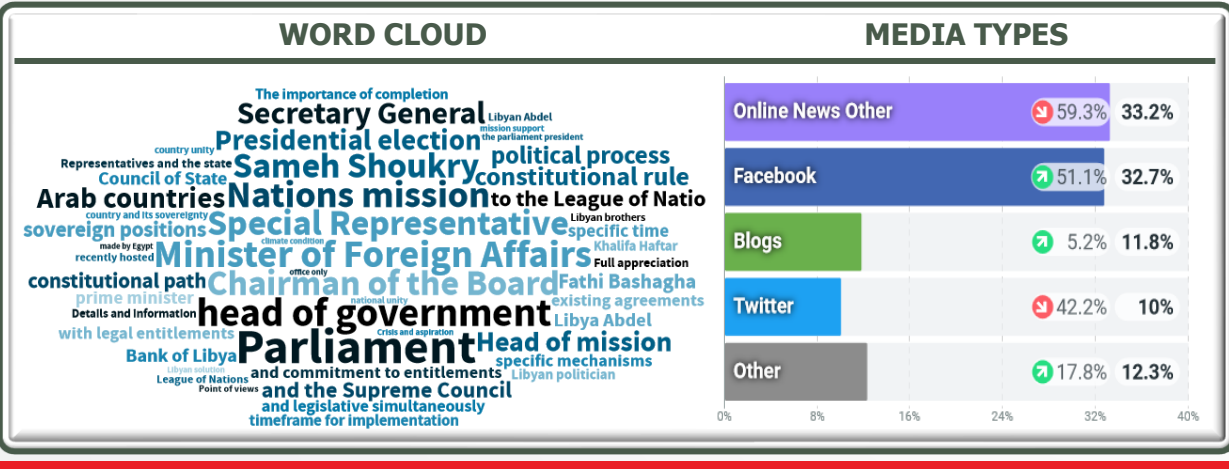 WORD CLOUD
MEDIA TYPES
The importance of completion
Secretary General
Libyan Abdel
mission support
Presidential election
the parliament president
country unity
Representatives and the state
Sameh Shoukry
political process
Council of State
constitutional rule
Arab countries
Nations mission
to the League of Natio
country and its sovereignty
Special Representative
Libyan brothers
sovereign positions
specific time
climate condition
made by Egypt
Minister of Foreign Affairs
Khalifa Haftar
recently hosted
Full appreciation
office only
constitutional path
Chairman of the Board
Fathi Bashagha
prime minister
national unity
existing agreements
Details and Information
head of government
Libya Abdel
with legal entitlements
Crisis and aspiration
Parliament
Head of mission
Bank of Libya
specific mechanisms
Libyan solution
and commitment to entitlements
Libyan politician
League of Nations
Point of views
and the Supreme Council
and legislative simultaneously
timeframe for implementation
Online News Other 59.3% 33.2%
Facebook 51.1% 32.7%
Blogs 5.2% 11.8%
Twitter 42.2% 10%
Other 17.8% 12.3%
0% 8% 16% 24% 32% 40%